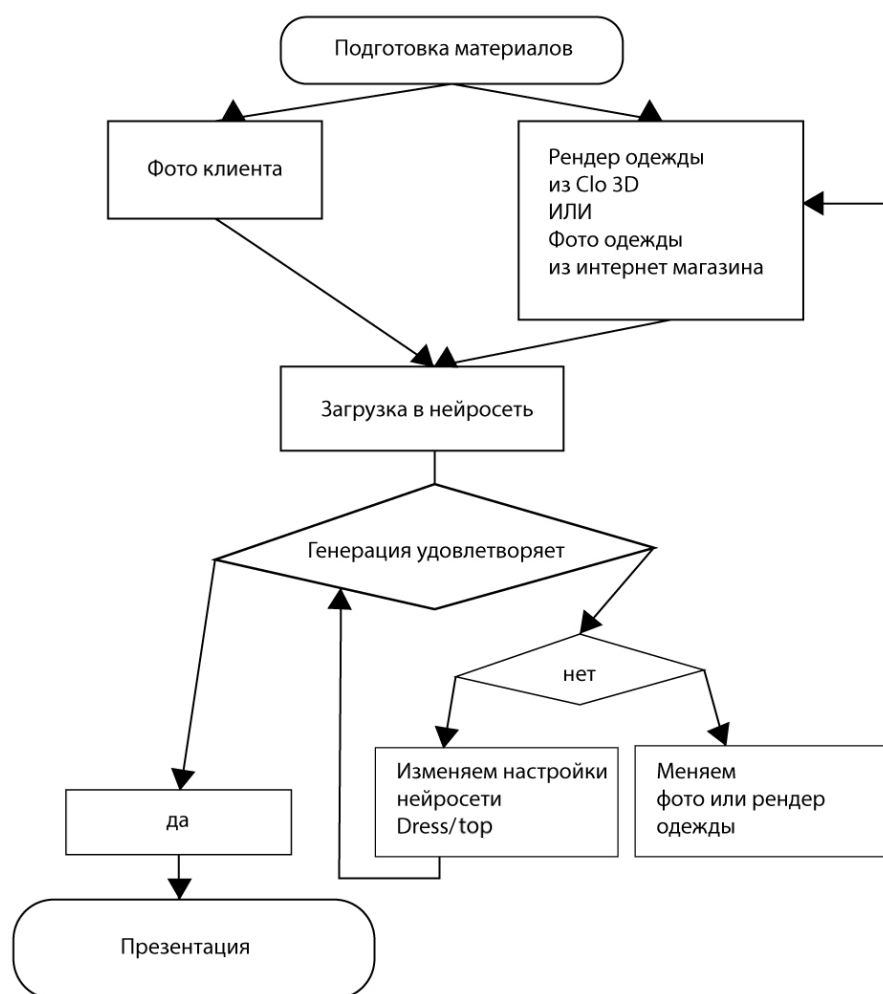 Подготовка материалов
Фото клиента
Рендер одежды
из Clo 3D
ИЛИ
Фото одежды
из интернет магазина
Загрузка в нейросеть
Генерация удовлетворяет
нет
Изменяем настройки
нейросети
Dress/top
Меняем
фото или рендер
одежды
да
Презентация